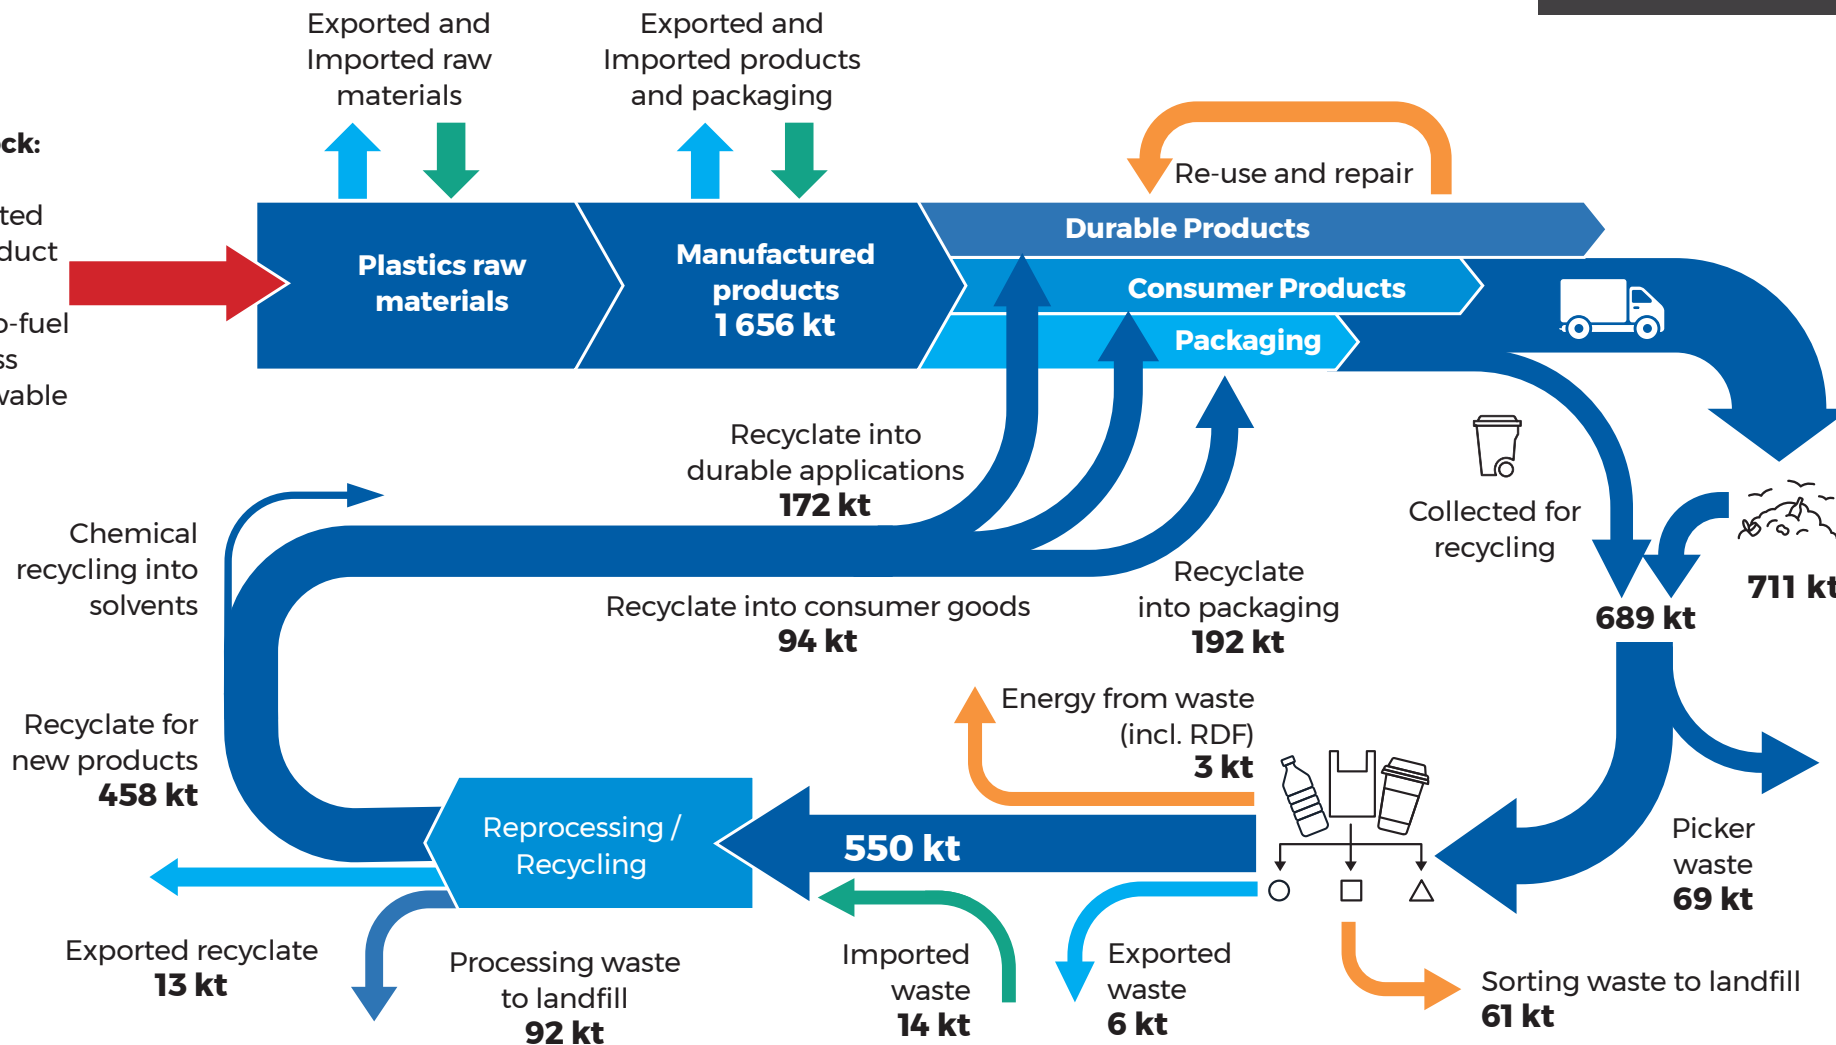 Exported and
Imported raw
materials
Exported and
Imported products
and packaging
ck:
ted
duct
o-fuel
ss
vable
Re-use and repair
Plastics raw
materials
Manufactured
products
1 656 kt
Durable Products
Consumer Products
Packaging
Recyclate into
durable applications
172 kt
Collected for
recycling
Chemical
recycling into
solvents
Recyclate into consumer goods
94 kt
Recyclate
into packaging
192 kt
711 kt
689 kt
Recyclate for
new products
458 kt
Energy from waste
(incl. RDF)
3 kt
Reprocessing /
Recycling
550 kt
Picker
waste
69 kt
Exported recyclate
13 kt
Processing waste
to landfill
92 kt
Imported
waste
14 kt
Exported
waste
6 kt
Sorting waste to landfill
61 kt